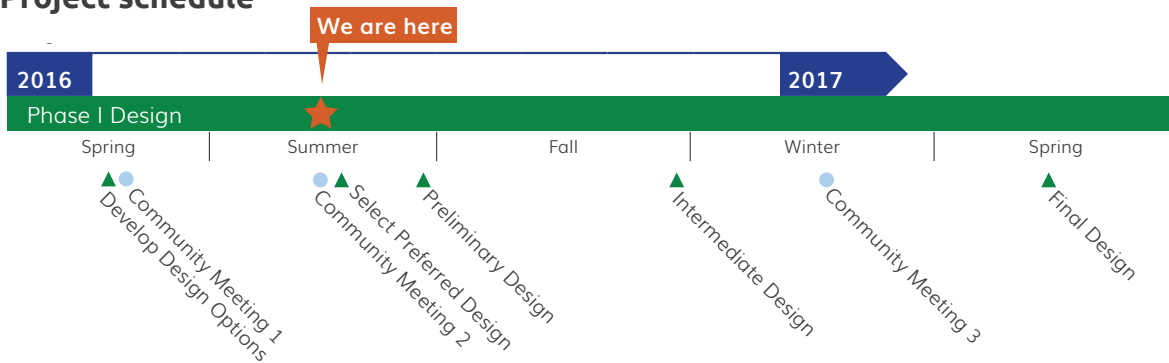 Project schedule
We are here
2016
2017
Phase I Design
Spring
Summer
Fall
Winter
Spring
Develop Design Options
Community Meeting 1
Community Meeting 2
Select Preferred Design
Preliminary Design
Intermediate Design
Community Meeting 3
Final Design